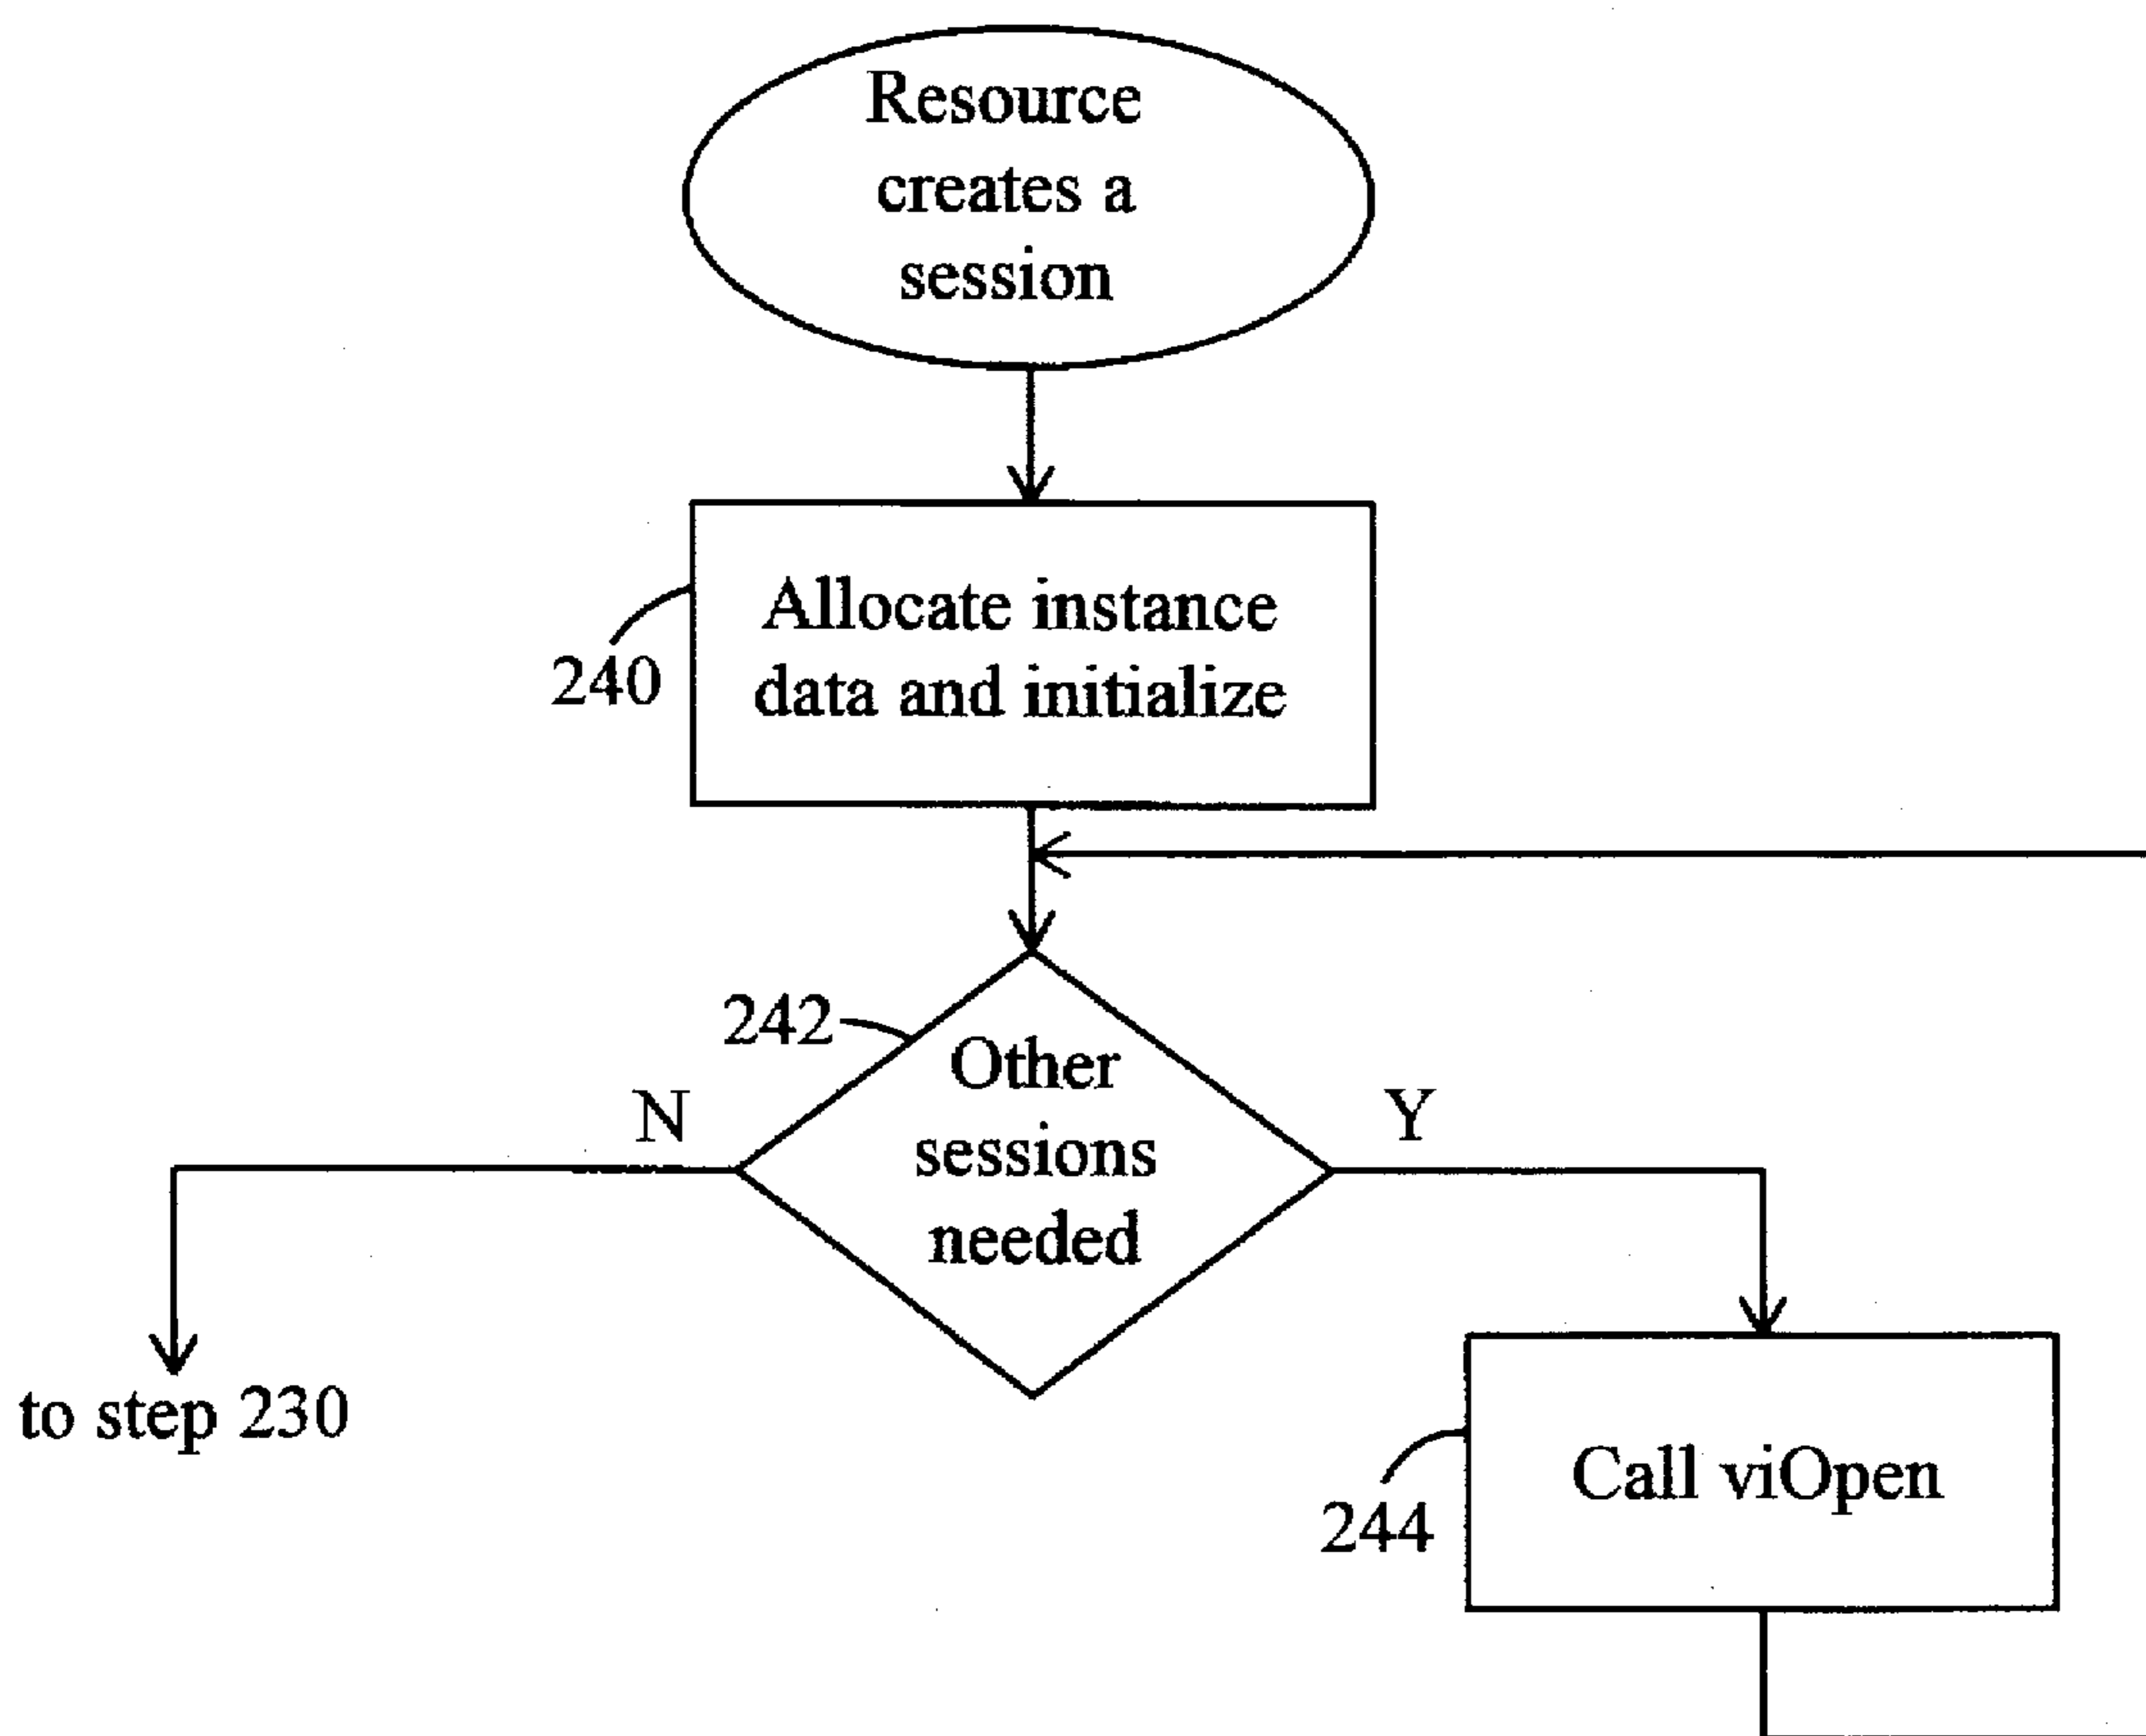 Resource
creates a
session
Allocate instance
data and initialize
240
242
Other
sessions
needed
N
Y
to step 230
Call viOpen
244